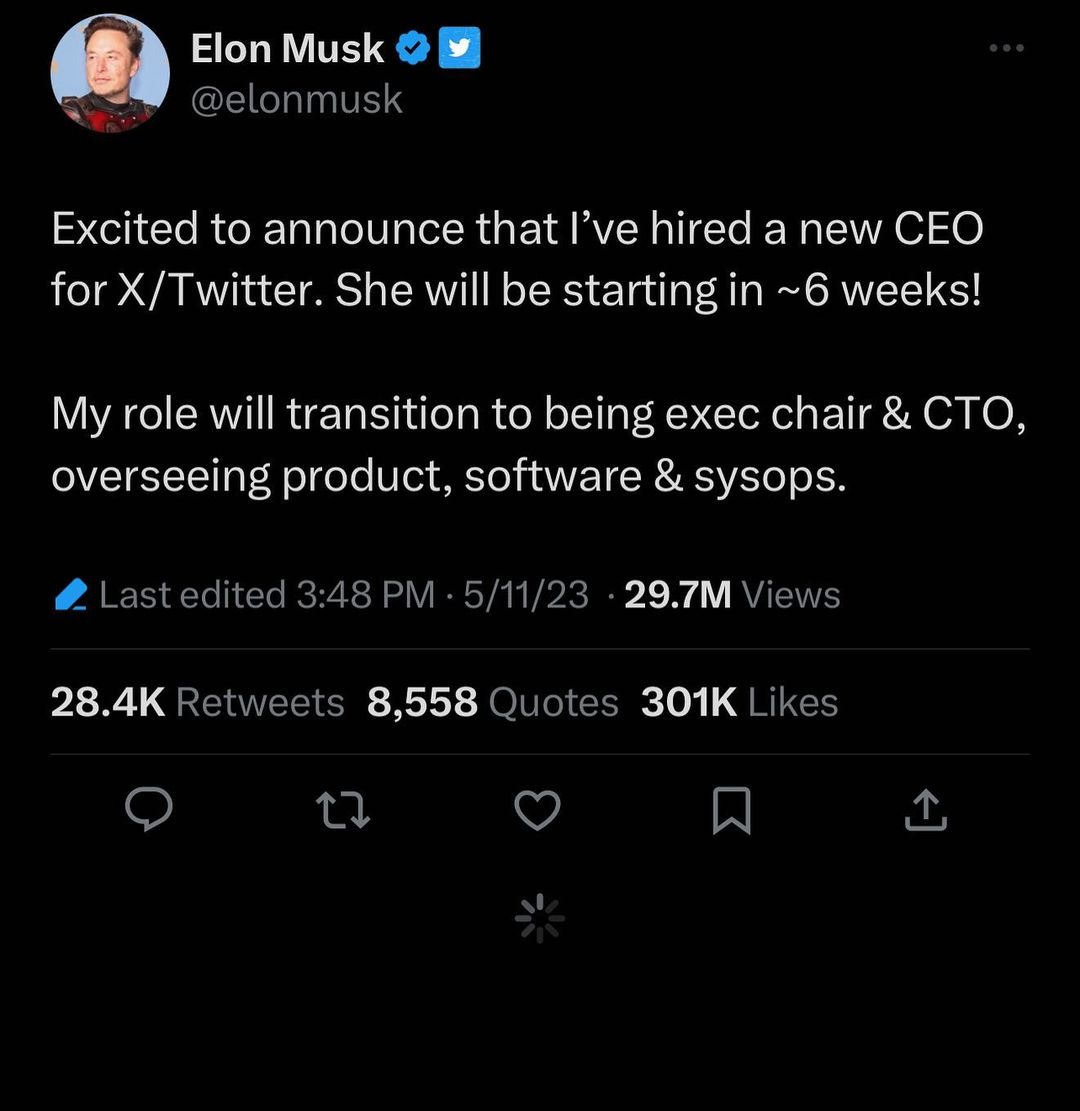 Elon Musk
@elonmusk
Excited to announce that I’ve hired a new CEO
for X/Twitter. She will be starting in ~6 weeks!
My role will transition to being exec chair & CTO,
overseeing product, software & sysops.
Last edited 3:48 PM · 5/11/23 · 29.7M Views
28.4K Retweets 8,558 Quotes 301K Likes